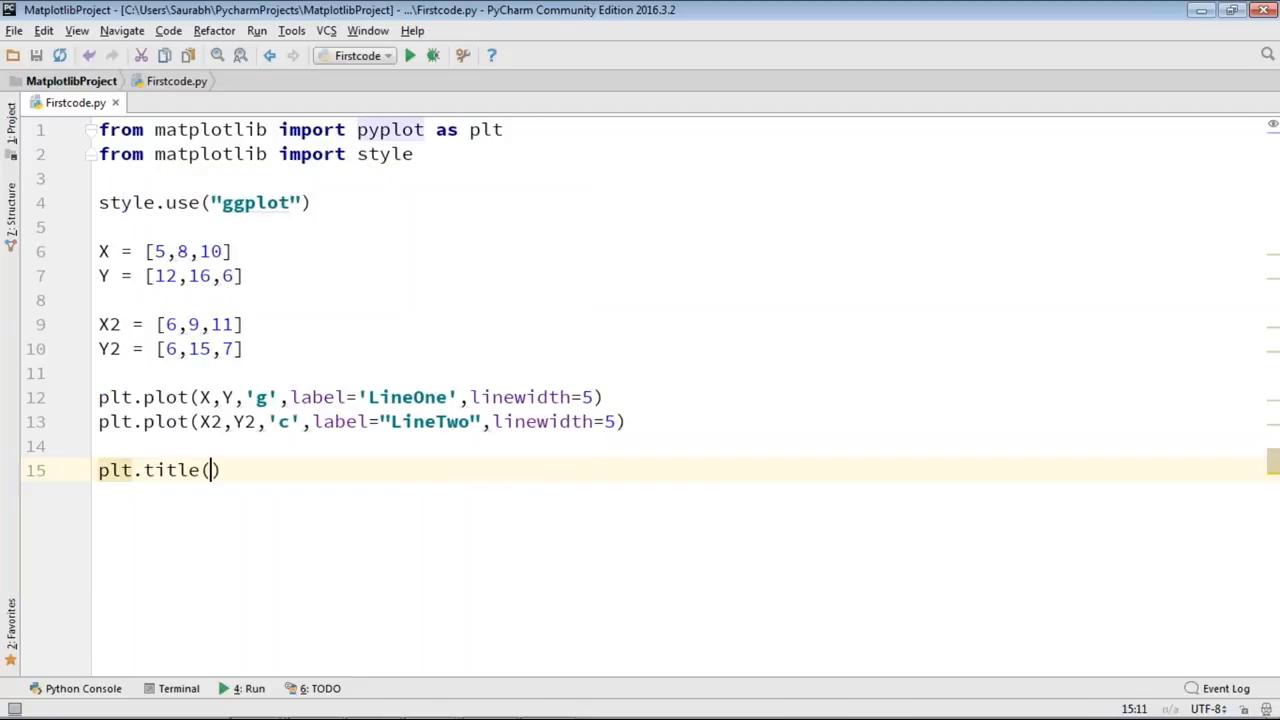 MatplotlibProject - [C:\Users\Saurabh\PycharmProjects\MatplotlibProject] - ...\Firstcode.py - PyCharm Community Edition 2016.3.2
File Edit View Navigate Code Refactor Run Tools VCS Window Help
Firstcode
MatplotlibProject Firstcode.py
Firstcode.py
1: Project
Z: Structure
2: Favorites
1 from matplotlib import pyplot as plt
2 from matplotlib import style
3
4 style.use("ggplot")
5
6 X = [5,8,10]
7 Y = [12,16,6]
8
9 X2 = [6,9,11]
10 Y2 = [6,15,7]
11
12 plt.plot(X,Y,'g',label='LineOne',linewidth=5)
13 plt.plot(X2,Y2,'c',label="LineTwo",linewidth=5)
14
15 plt.title()
Python Console Terminal 4: Run 6: TODO Event Log
15:11 n/a UTF-8